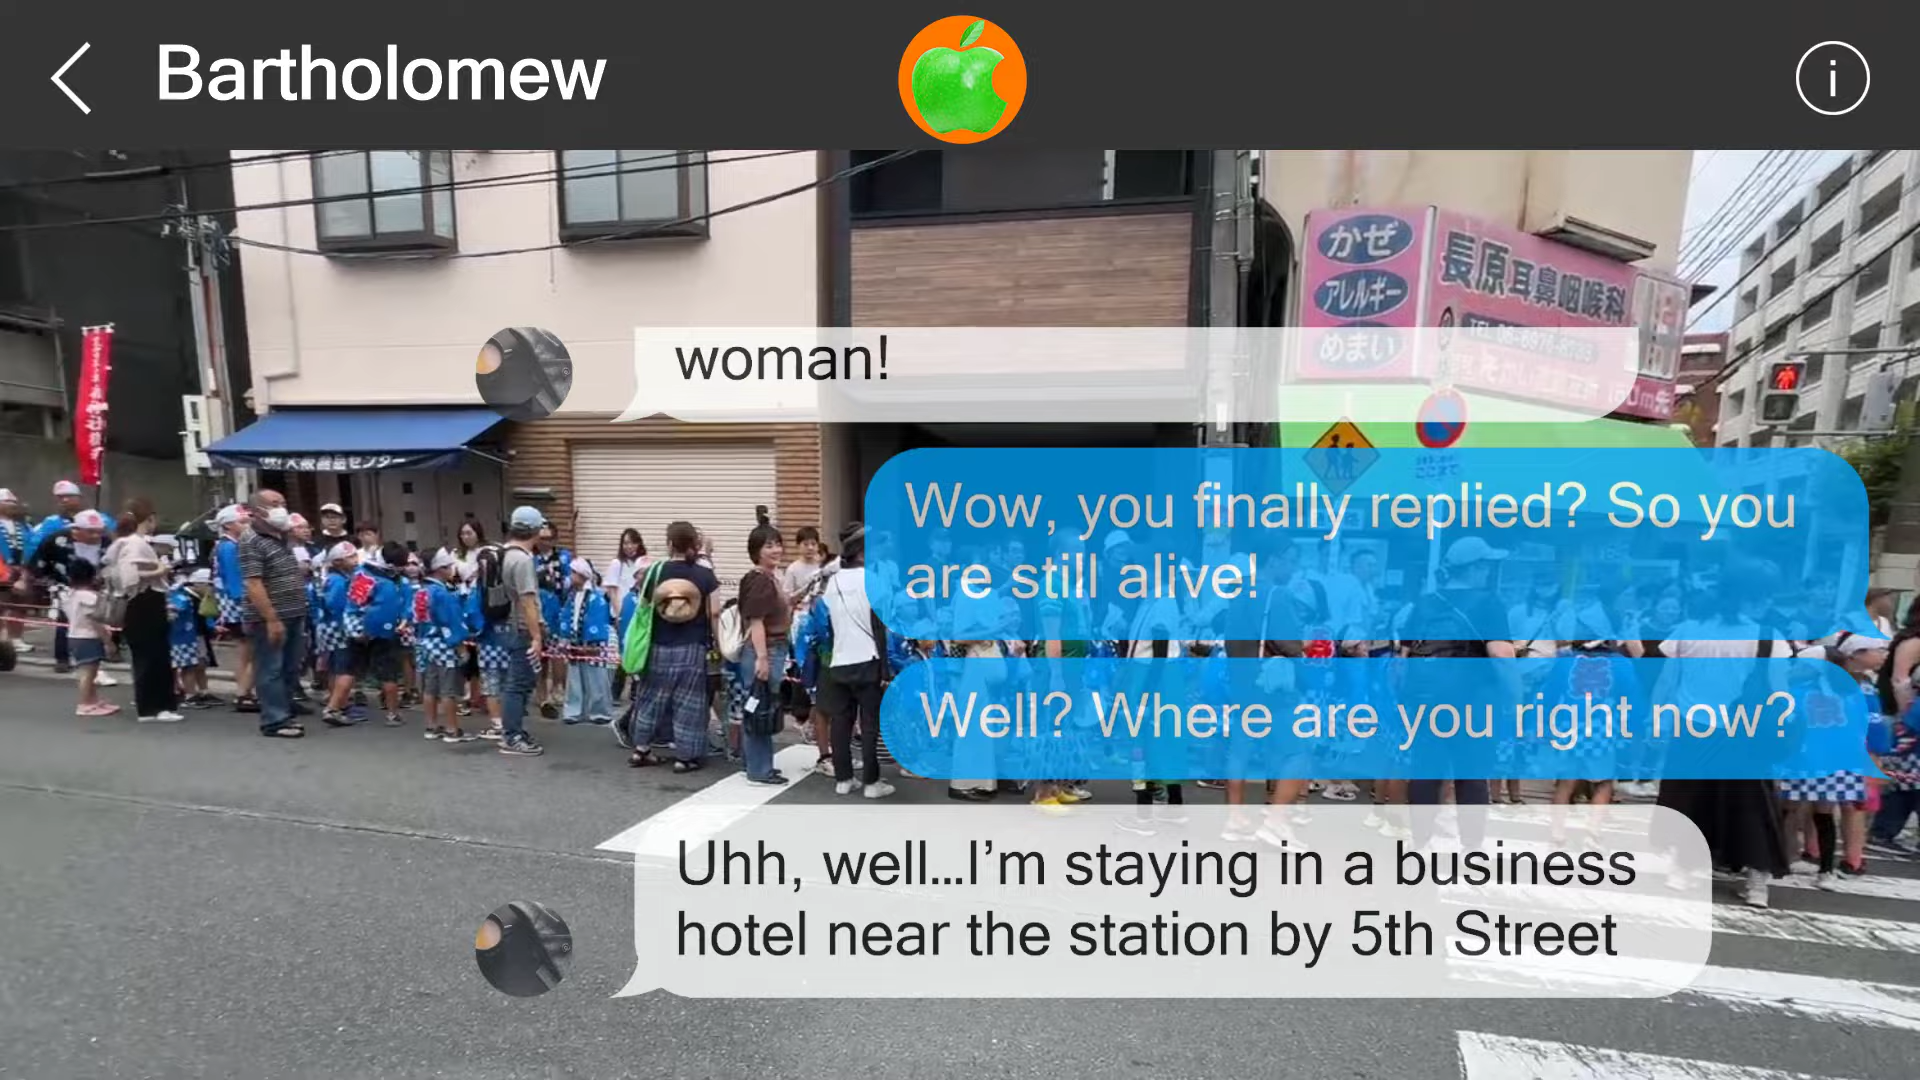 Bartholomew
かぜ
アレルギー
めまい
長原耳鼻咽喉科
woman!
Wow, you finally replied? So you
are still alive!
Well? Where are you right now?
Uhh, well...I’m staying in a business
hotel near the station by 5th Street